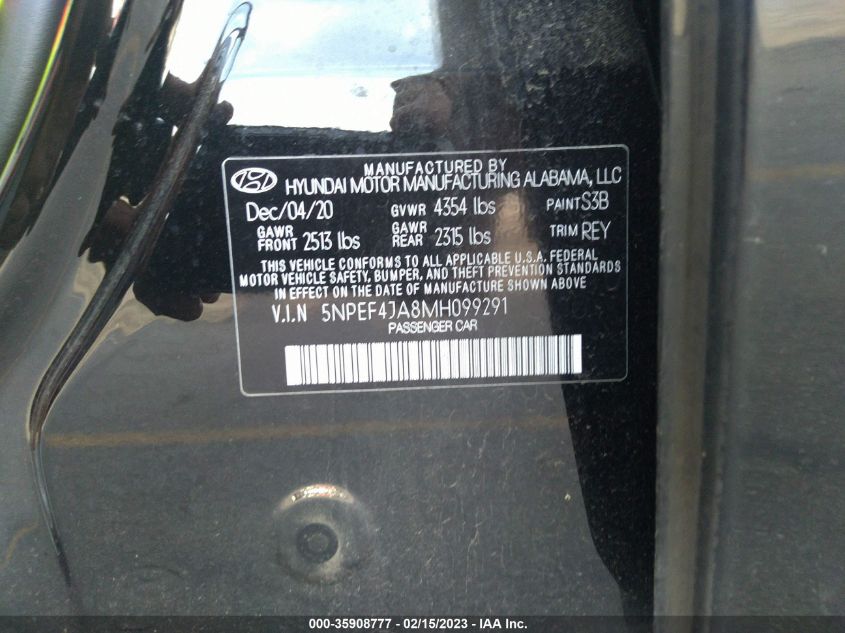 MANUFACTURED BY
HYUNDAI MOTOR MANUFACTURING ALABAMA, LLC
Dec/04/20 GVWR 4354 lbs PAINT S3B
GAWR FRONT 2513 lbs GAWR REAR 2315 lbs TRIM REY
THIS VEHICLE CONFORMS TO ALL APPLICABLE U.S.A. FEDERAL
MOTOR VEHICLE SAFETY, BUMPER, AND THEFT PREVENTION STANDARDS
IN EFFECT ON THE DATE OF MANUFACTURE SHOWN ABOVE
V.I.N 5NPEF4JA8MH099291
PASSENGER CAR
000-35908777 - 02/15/2023 - IAA Inc.